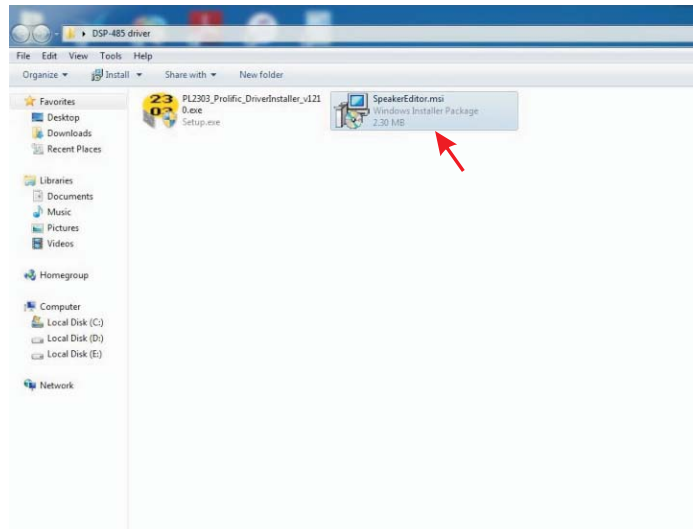 DSP-485 driver
File Edit View Tools Help
Organize Install Share with New folder
Favorites
Desktop
Downloads
Recent Places
Libraries
Documents
Music
Pictures
Videos
Homegroup
Computer
Local Disk (C:)
Local Disk (D:)
Local Disk (E:)
Network
23
03
PL2303_Prolific_DriverInstaller_v121
0.exe
Setup.exe
SpeakerEditor.msi
Windows Installer Package
2.30 MB